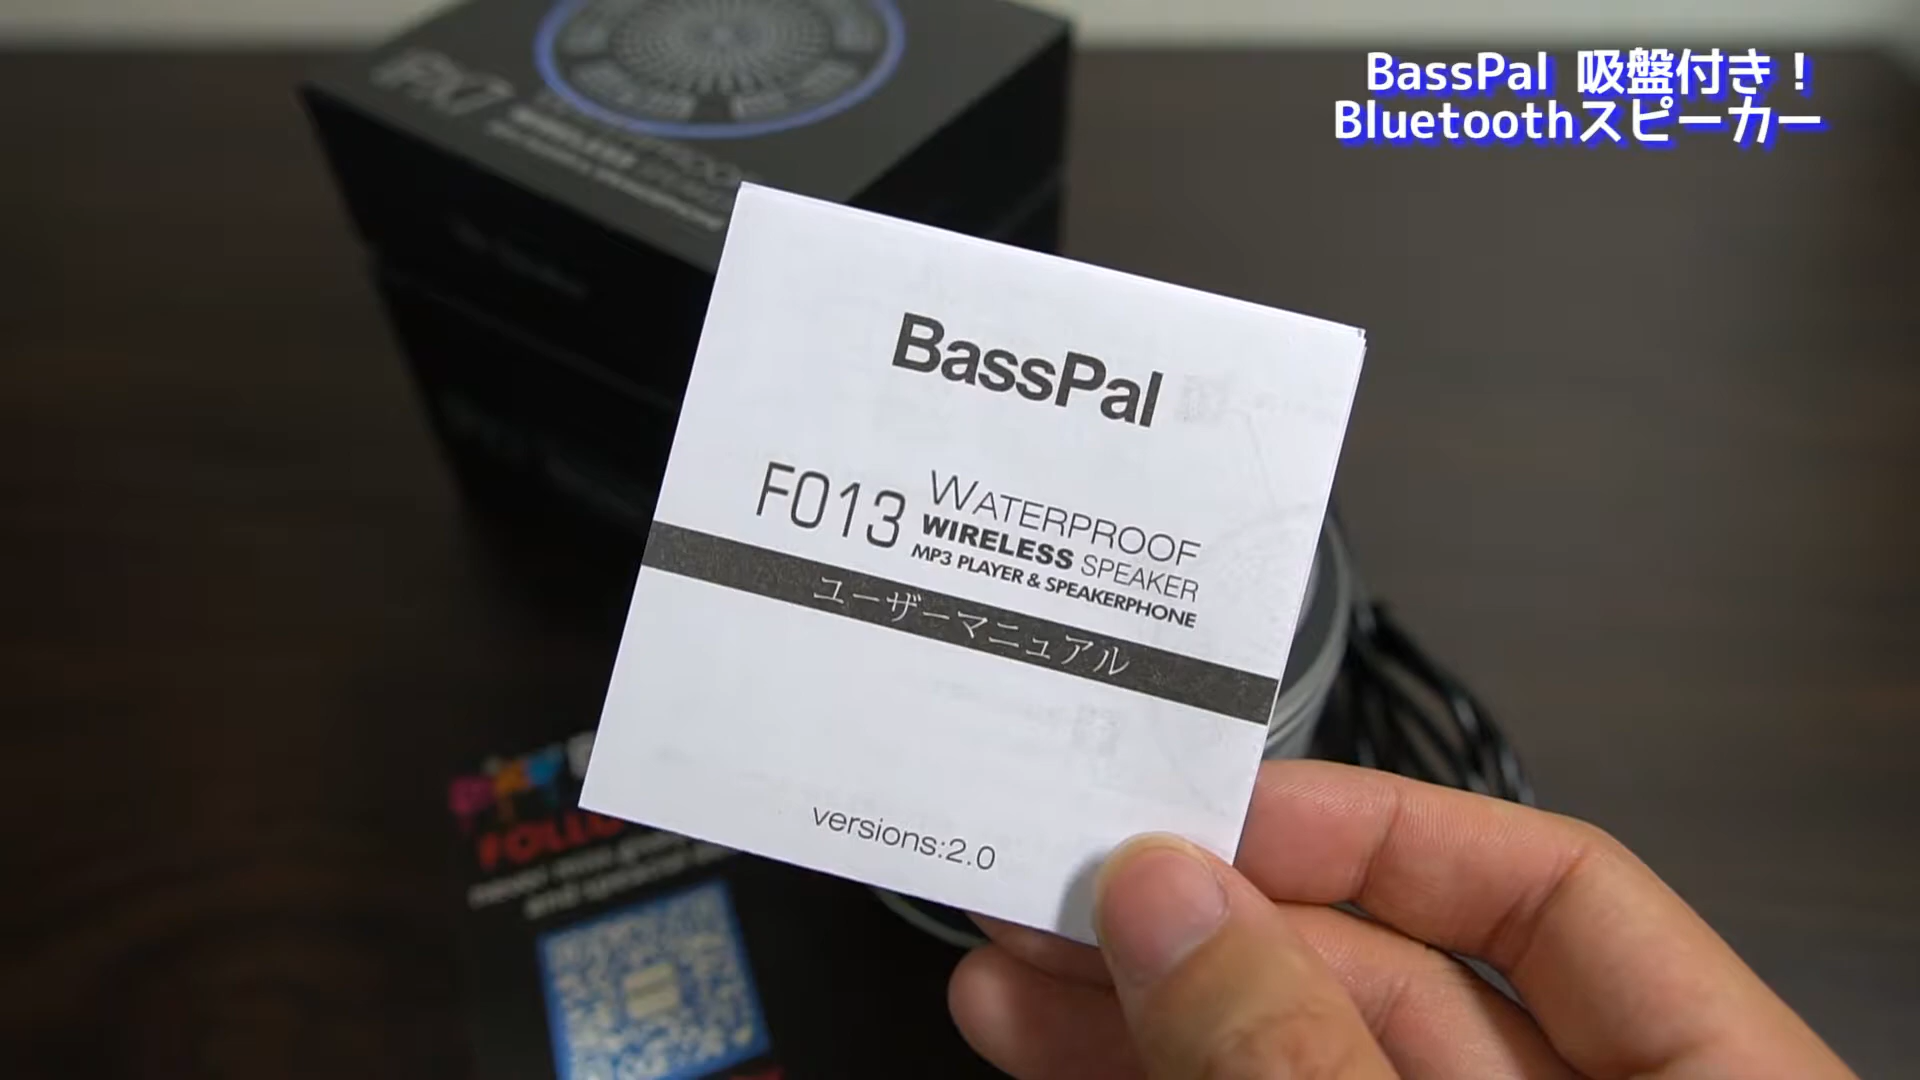 BassPal 吸盤付き！
Bluetoothスピーカー
IPX7
WIRELESS
BassPal
F013
WATERPROOF
WIRELESS SPEAKER
MP3 PLAYER & SPEAKERPHONE
ユーザーマニュアル
versions:2.0